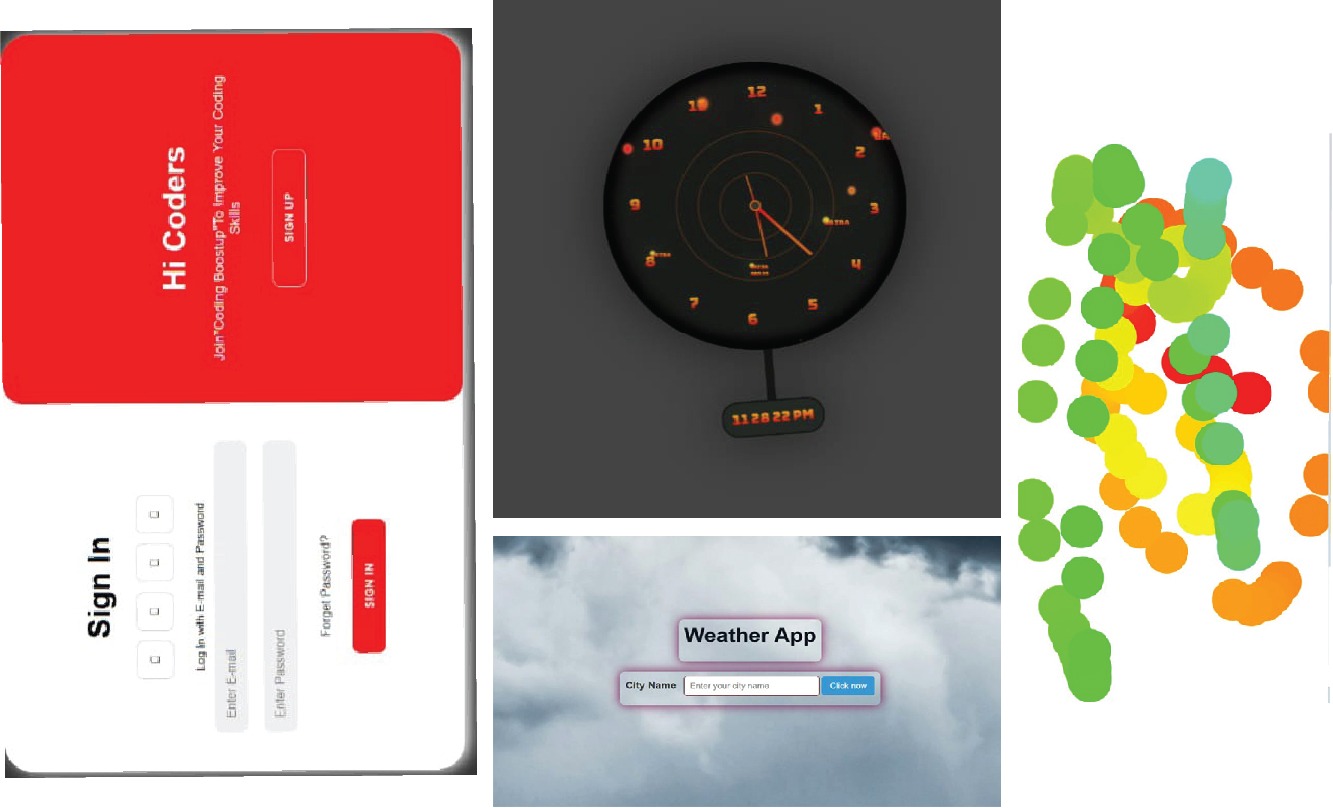 Hi Coders
Join"Coding Boostup"To Improve Your Coding
Skills
SIGN UP
Sign In
Log In with E-mail and Password
Enter E-mail
Enter Password
Forget Password?
SIGN IN
12
1
2
3
4
5
6
7
8
9
10
11 28 22 PM
Weather App
City Name
Enter your city name
Click now